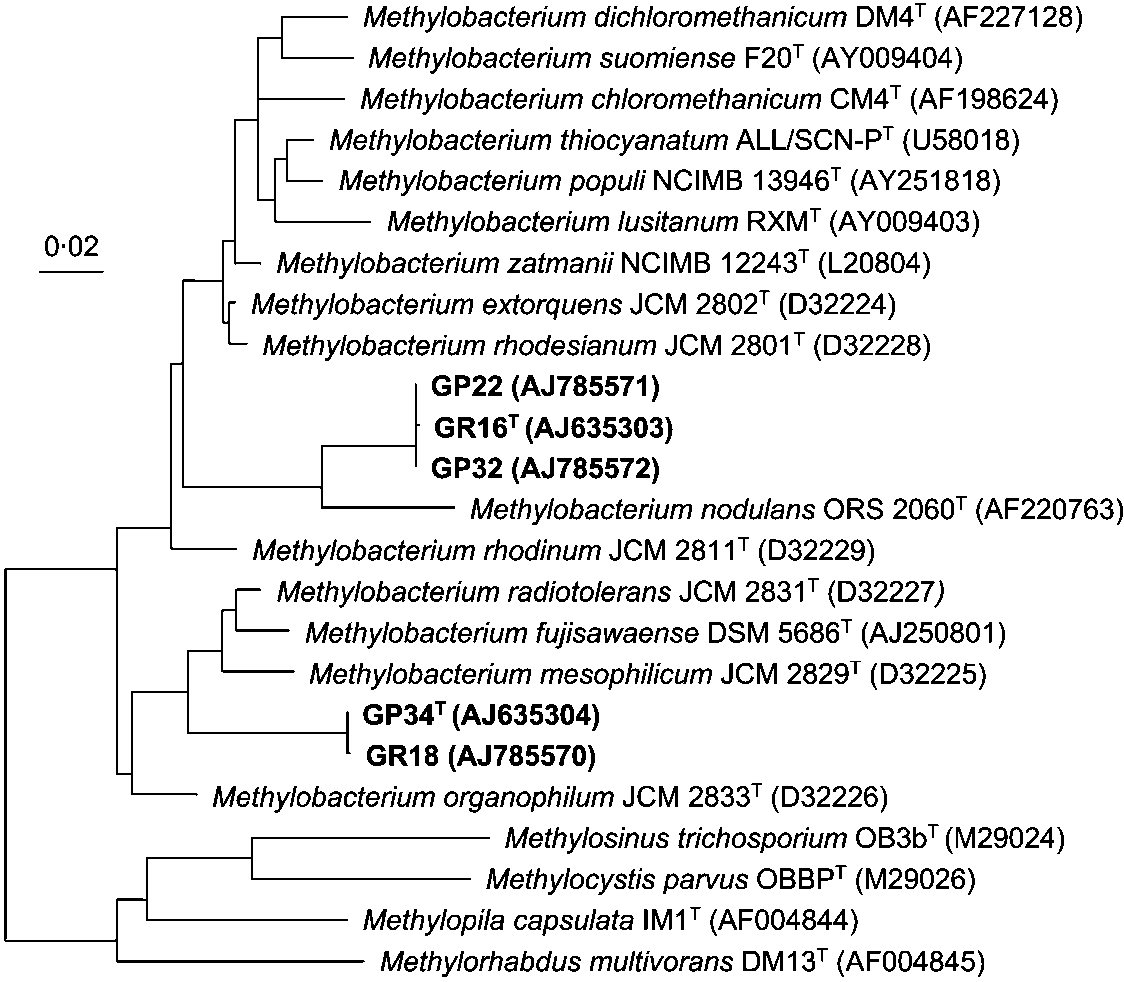 Methylobacterium dichloromethanicum DM4ᵀ (AF227128)
Methylobacterium suomiense F20ᵀ (AY009404)
Methylobacterium chloromethanicum CM4ᵀ (AF198624)
Methylobacterium thiocyanatum ALL/SCN-Pᵀ (U58018)
Methylobacterium populi NCIMB 13946ᵀ (AY251818)
Methylobacterium lusitanum RXMᵀ (AY009403)
0·02
Methylobacterium zatmanii NCIMB 12243ᵀ (L20804)
Methylobacterium extorquens JCM 2802ᵀ (D32224)
Methylobacterium rhodesianum JCM 2801ᵀ (D32228)
GP22 (AJ785571)
GR16ᵀ (AJ635303)
GP32 (AJ785572)
Methylobacterium nodulans ORS 2060ᵀ (AF220763)
Methylobacterium rhodinum JCM 2811ᵀ (D32229)
Methylobacterium radiotolerans JCM 2831ᵀ (D32227)
Methylobacterium fujisawaense DSM 5686ᵀ (AJ250801)
Methylobacterium mesophilicum JCM 2829ᵀ (D32225)
GP34ᵀ (AJ635304)
GR18 (AJ785570)
Methylobacterium organophilum JCM 2833ᵀ (D32226)
Methylosinus trichosporium OB3bᵀ (M29024)
Methylocystis parvus OBBPᵀ (M29026)
Methylopila capsulata IM1ᵀ (AF004844)
Methylorhabdus multivorans DM13ᵀ (AF004845)